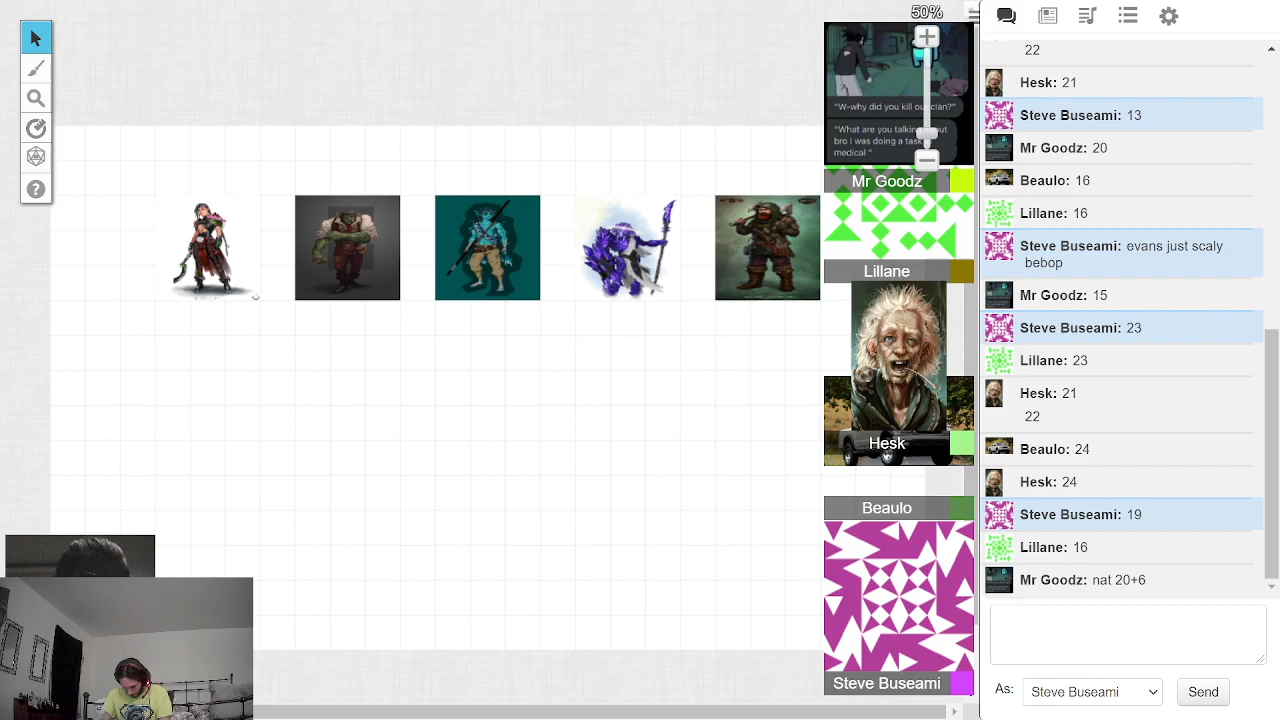 50%
"W-why did you kill our clan?"
"What are you talking about
bro I was doing a task
medical "
Mr Goodz
Lillane
Hesk
Beaulo
Steve Buseami
22
Hesk: 21
Steve Buseami: 13
Mr Goodz: 20
Beaulo: 16
Lillane: 16
Steve Buseami: evans just scaly
bebop
Mr Goodz: 15
Steve Buseami: 23
Lillane: 23
Hesk: 21
22
Beaulo: 24
Hesk: 24
Steve Buseami: 19
Lillane: 16
Mr Goodz: nat 20+6
As:
Steve Buseami
Send